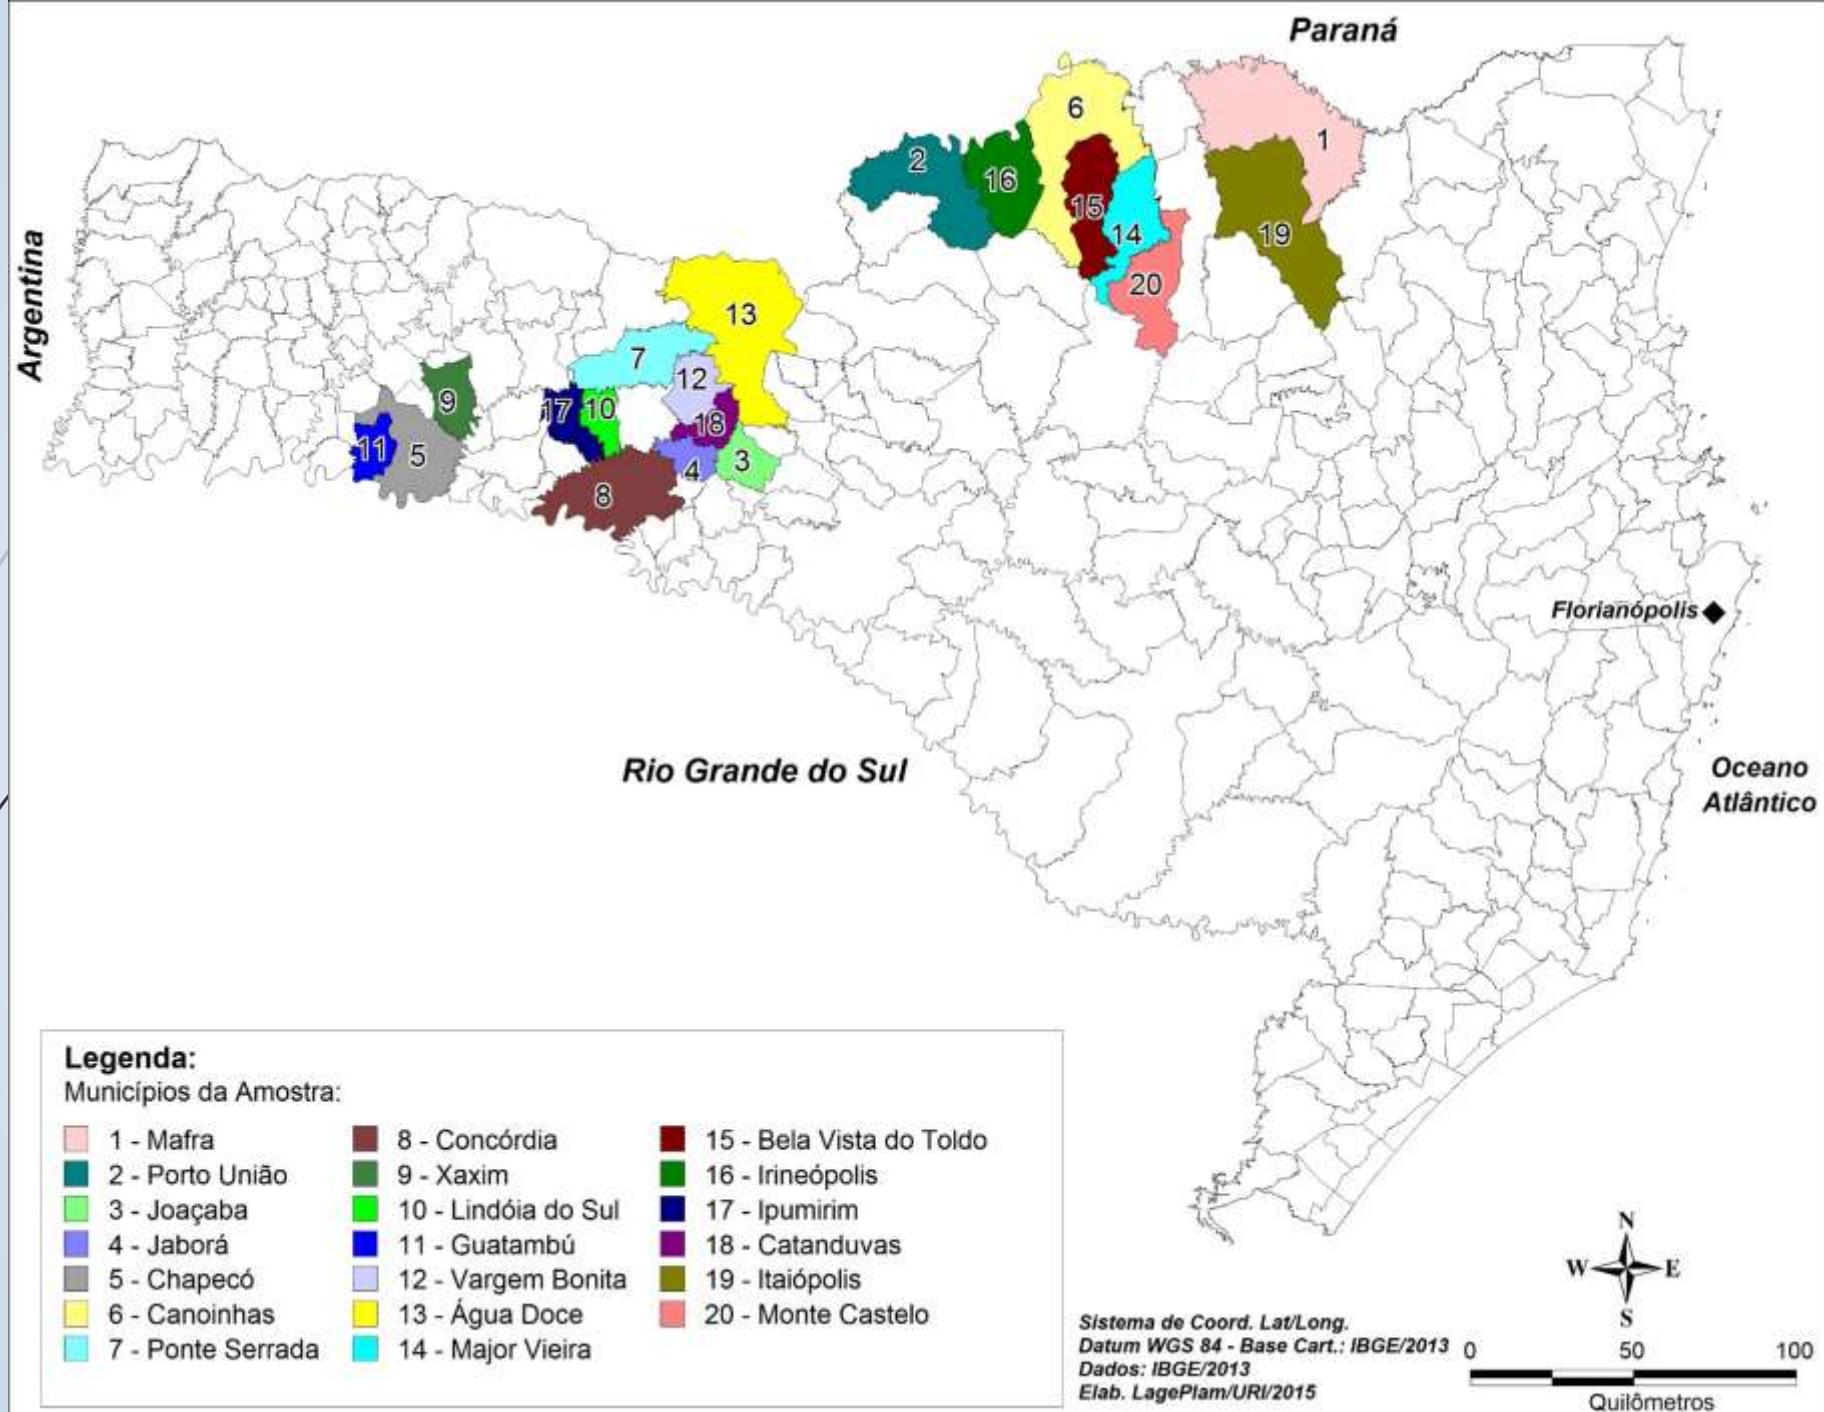 Paraná
6
1
2
16
15
14
19
20
Argentina
13
7
12
9
17
10
18
11
5
4
3
8
Florianópolis
Rio Grande do Sul
Oceano
Atlântico
Legenda:
Municípios da Amostra:
1 - Mafra
2 - Porto União
3 - Joaçaba
4 - Jaborá
5 - Chapecó
6 - Canoinhas
7 - Ponte Serrada
8 - Concórdia
9 - Xaxim
10 - Lindóia do Sul
11 - Guatambú
12 - Vargem Bonita
13 - Água Doce
14 - Major Vieira
15 - Bela Vista do Toldo
16 - Irineópolis
17 - Ipumirim
18 - Catanduvas
19 - Itaiópolis
20 - Monte Castelo
Sistema de Coord. Lat/Long.
Datum WGS 84 - Base Cart.: IBGE/2013
Dados: IBGE/2013
Elab. LagePlam/URI/2015
N
W E
S
0 50 100
Quilômetros